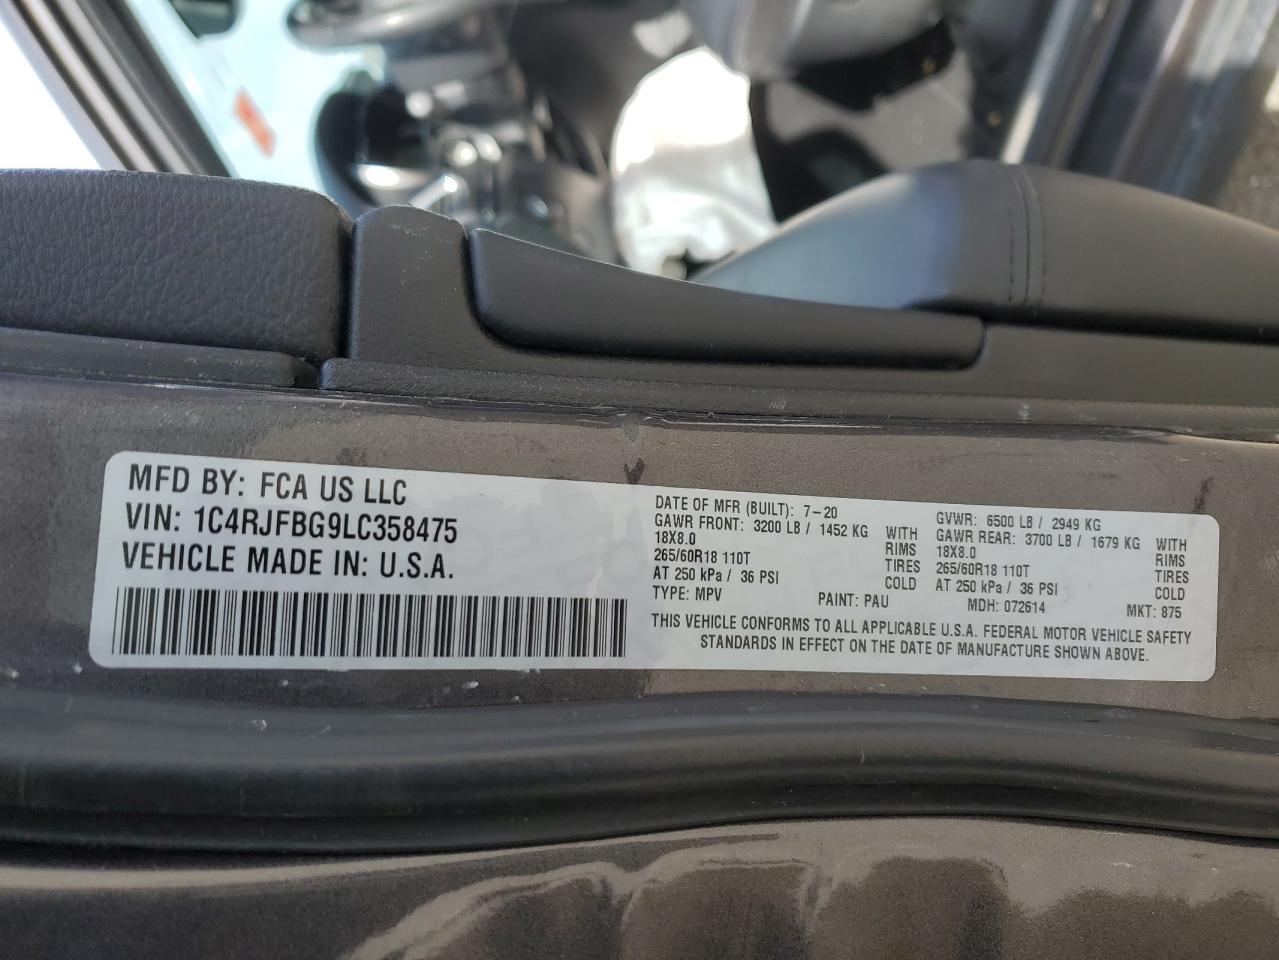 MFD BY: FCA US LLC
VIN: 1C4RJFBG9LC358475
VEHICLE MADE IN: U.S.A.
DATE OF MFR (BUILT): 7-20
GAWR FRONT: 3200 LB / 1452 KG WITH
18X8.0 RIMS
265/60R18 110T TIRES
AT 250 kPa / 36 PSI COLD
TYPE: MPV PAINT: PAU
GVWR: 6500 LB / 2949 KG
GAWR REAR: 3700 LB / 1679 KG WITH
18X8.0 RIMS
265/60R18 110T TIRES
AT 250 kPa / 36 PSI COLD
MDH: 072614 MKT: 875
THIS VEHICLE CONFORMS TO ALL APPLICABLE U.S.A. FEDERAL MOTOR VEHICLE SAFETY
STANDARDS IN EFFECT ON THE DATE OF MANUFACTURE SHOWN ABOVE.